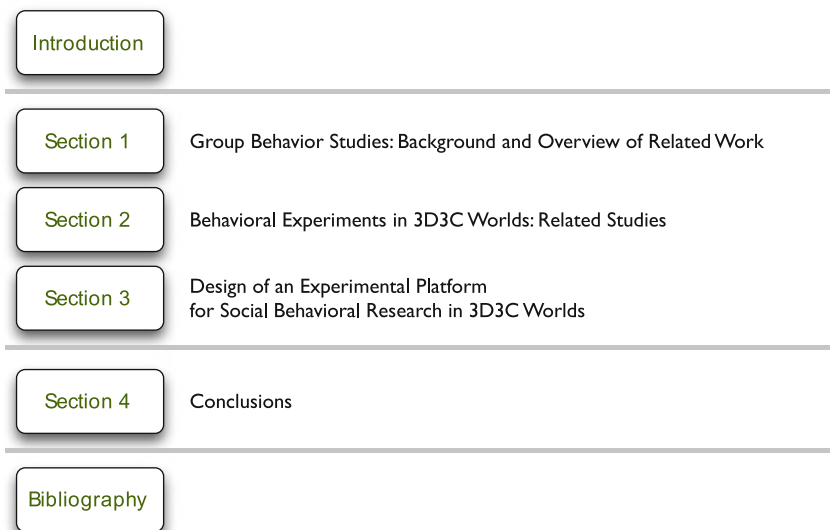 Introduction
Section 1
Group Behavior Studies: Background and Overview of Related Work
Section 2
Behavioral Experiments in 3D3C Worlds: Related Studies
Section 3
Design of an Experimental Platform
for Social Behavioral Research in 3D3C Worlds
Section 4
Conclusions
Bibliography